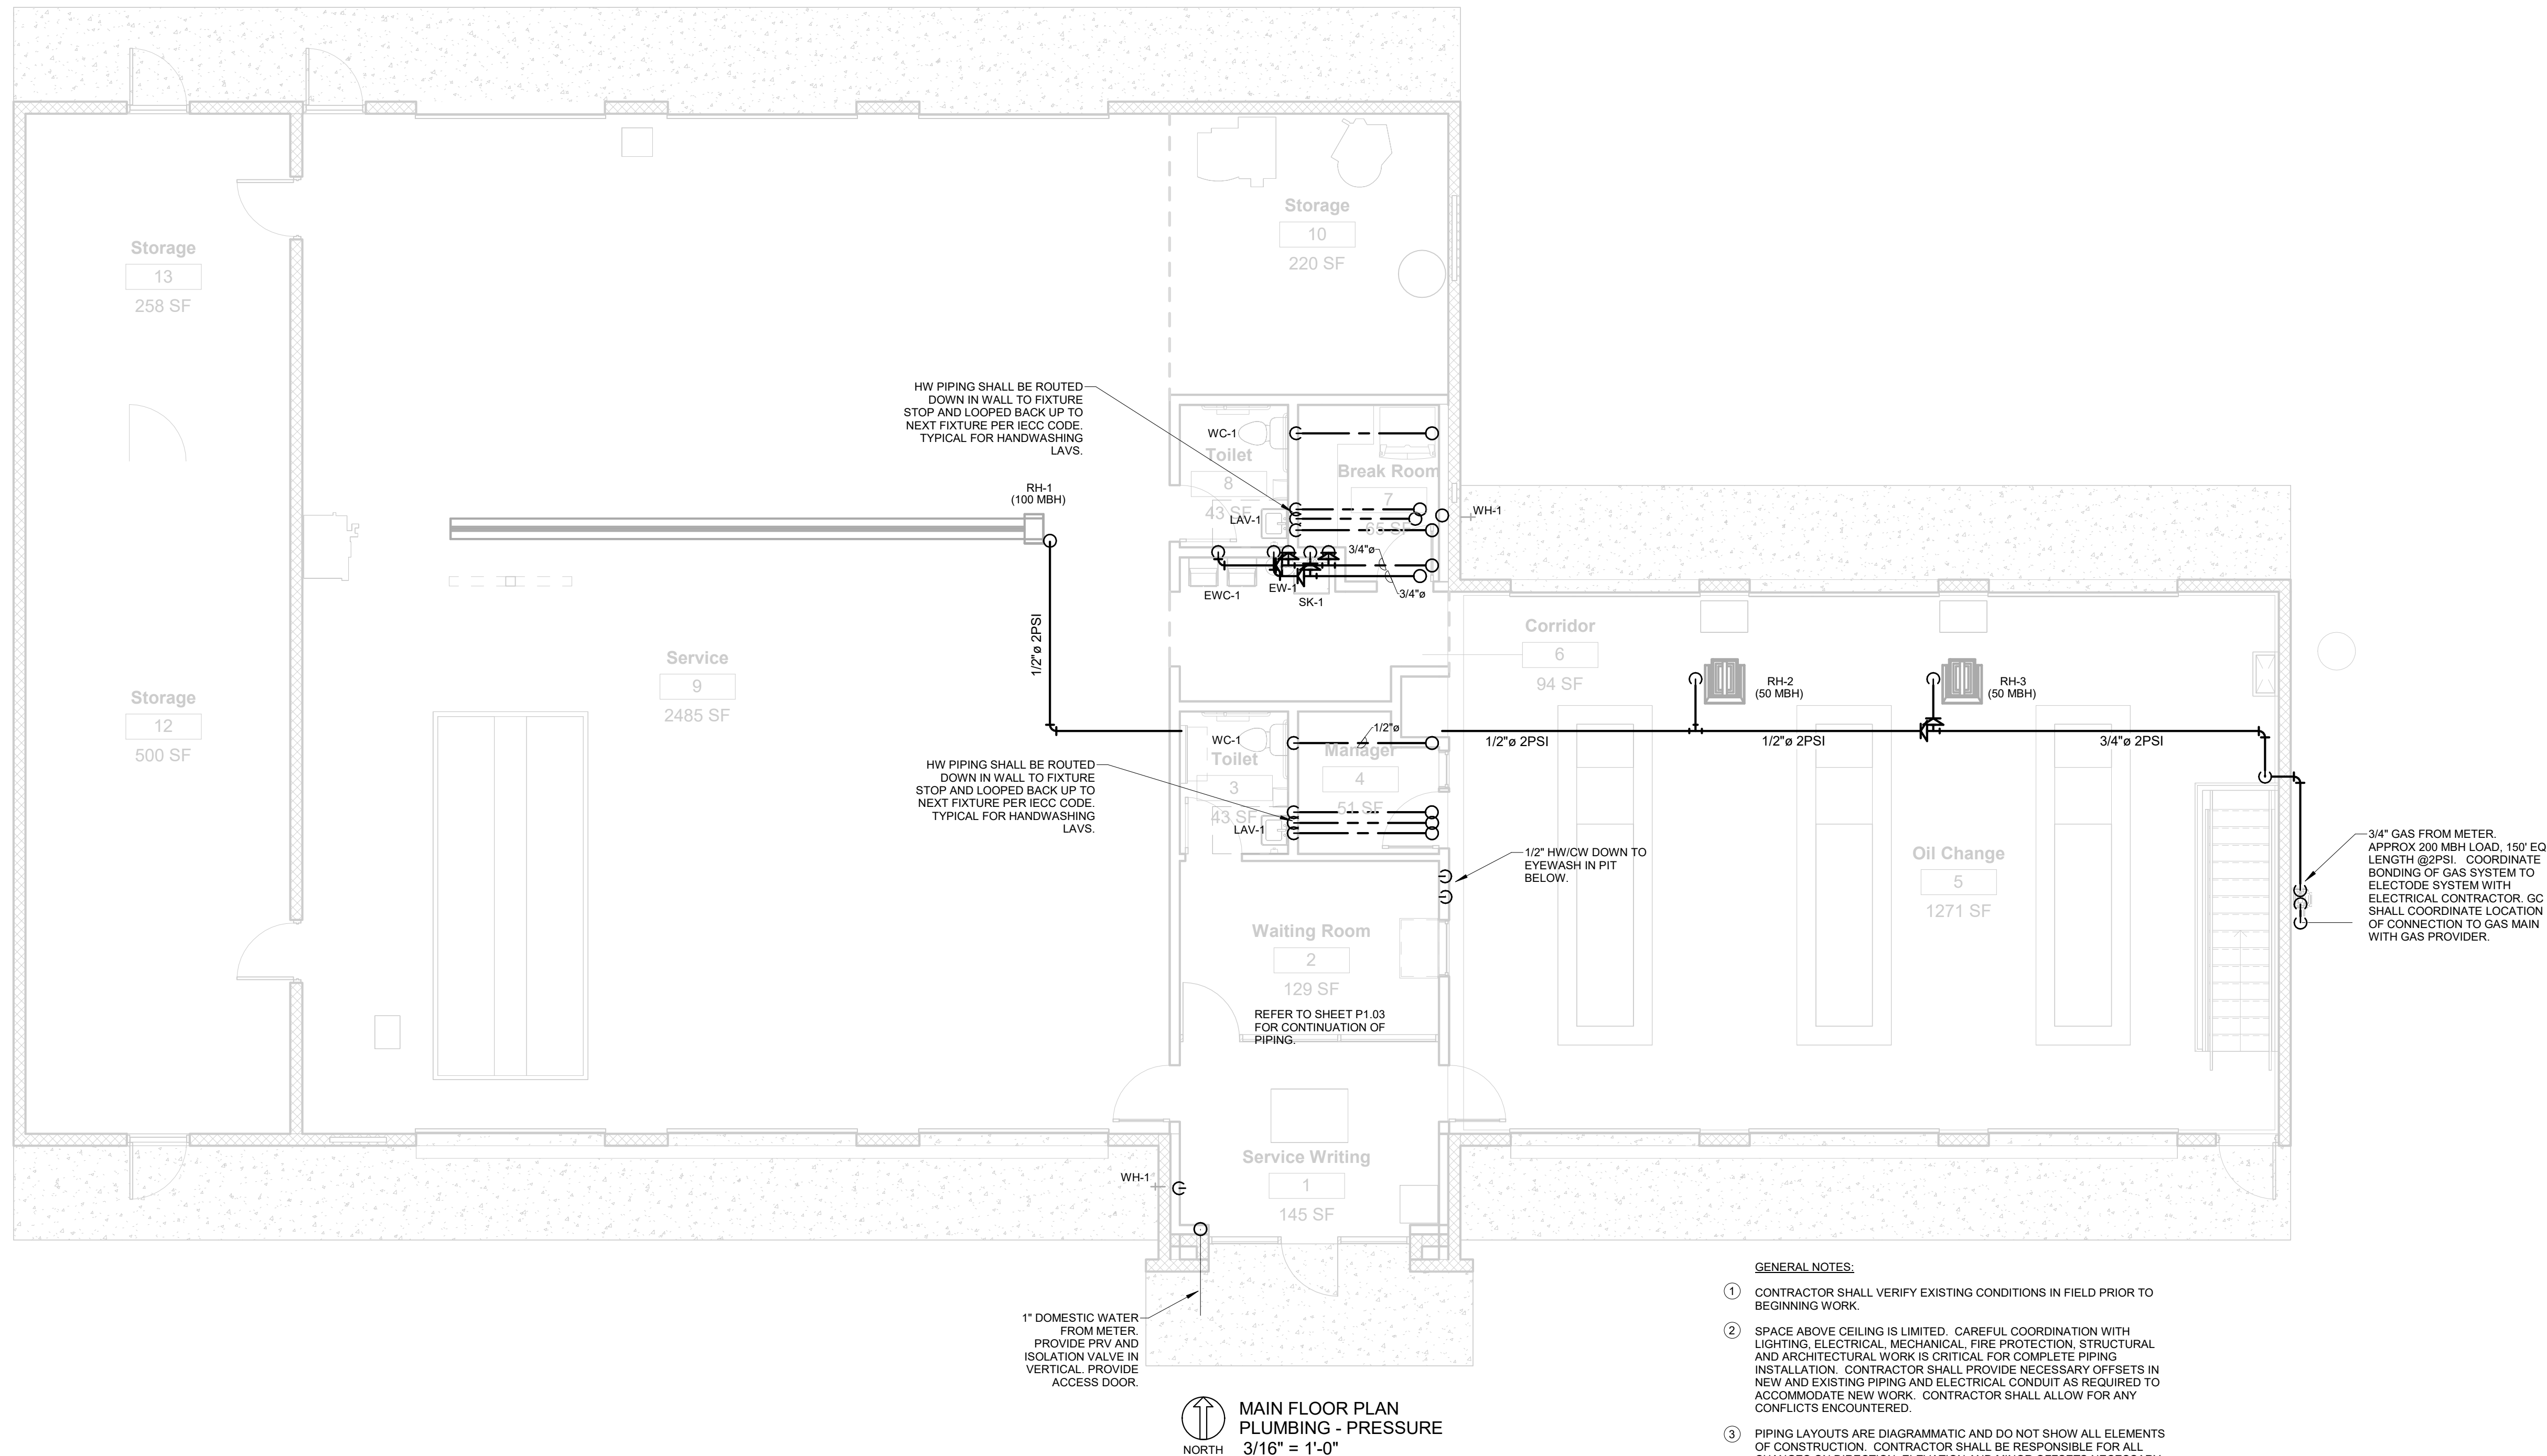 Storage
10
220 SF
Storage
13
258 SF
HW PIPING SHALL BE ROUTED
DOWN IN WALL TO FIXTURE
STOP AND LOOPED BACK UP TO
NEXT FIXTURE PER IECC CODE.
TYPICAL FOR HANDWASHING
LAVS.
WC-1
Toilet
8
43 SF
LAV-1
Break Room
7
65 SF
WH-1
RH-1
(100 MBH)
3/4"ø
3/4"ø
EWC-1
EW-1
SK-1
1/2"ø 2PSI
Corridor
6
94 SF
Service
9
2485 SF
Storage
12
500 SF
RH-2
(50 MBH)
RH-3
(50 MBH)
1/2"ø 2PSI
1/2"ø 2PSI
3/4"ø 2PSI
WC-1
Toilet
3
43 SF
LAV-1
1/2"ø
Manager
4
51 SF
HW PIPING SHALL BE ROUTED
DOWN IN WALL TO FIXTURE
STOP AND LOOPED BACK UP TO
NEXT FIXTURE PER IECC CODE.
TYPICAL FOR HANDWASHING
LAVS.
1/2" HW/CW DOWN TO
EYEWASH IN PIT
BELOW.
Oil Change
5
1271 SF
3/4" GAS FROM METER.
APPROX 200 MBH LOAD, 150' EQ
LENGTH @2PSI. COORDINATE
BONDING OF GAS SYSTEM TO
ELECTODE SYSTEM WITH
ELECTRICAL CONTRACTOR. GC
SHALL COORDINATE LOCATION
OF CONNECTION TO GAS MAIN
WITH GAS PROVIDER.
Waiting Room
2
129 SF
REFER TO SHEET P1.03
FOR CONTINUATION OF
PIPING.
Service Writing
1
145 SF
WH-1
1" DOMESTIC WATER
FROM METER.
PROVIDE PRV AND
ISOLATION VALVE IN
VERTICAL. PROVIDE
ACCESS DOOR.
NORTH
MAIN FLOOR PLAN
PLUMBING - PRESSURE
3/16" = 1'-0"
GENERAL NOTES:
1 CONTRACTOR SHALL VERIFY EXISTING CONDITIONS IN FIELD PRIOR TO
BEGINNING WORK.
2 SPACE ABOVE CEILING IS LIMITED. CAREFUL COORDINATION WITH
LIGHTING, ELECTRICAL, MECHANICAL, FIRE PROTECTION, STRUCTURAL
AND ARCHITECTURAL WORK IS CRITICAL FOR COMPLETE PIPING
INSTALLATION. CONTRACTOR SHALL PROVIDE NECESSARY OFFSETS IN
NEW AND EXISTING PIPING AND ELECTRICAL CONDUIT AS REQUIRED TO
ACCOMMODATE NEW WORK. CONTRACTOR SHALL ALLOW FOR ANY
CONFLICTS ENCOUNTERED.
3 PIPING LAYOUTS ARE DIAGRAMMATIC AND DO NOT SHOW ALL ELEMENTS
OF CONSTRUCTION. CONTRACTOR SHALL BE RESPONSIBLE FOR ALL